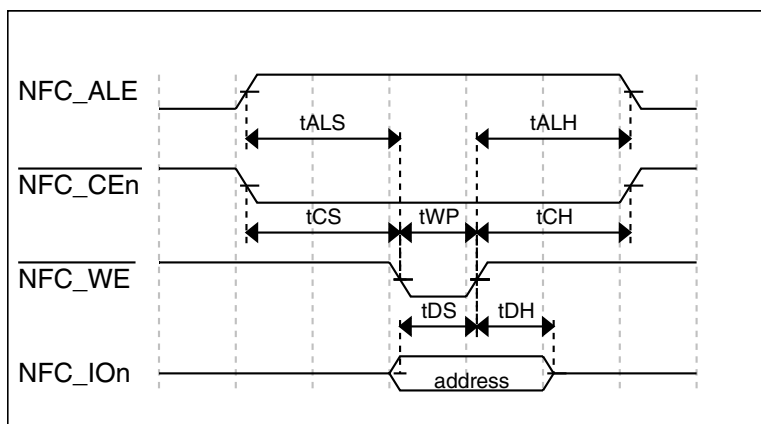 NFC_ALE
tALS tALH
NFC_CEn
tCS tWP tCH
NFC_WE
tDS tDH
NFC_IOn
address